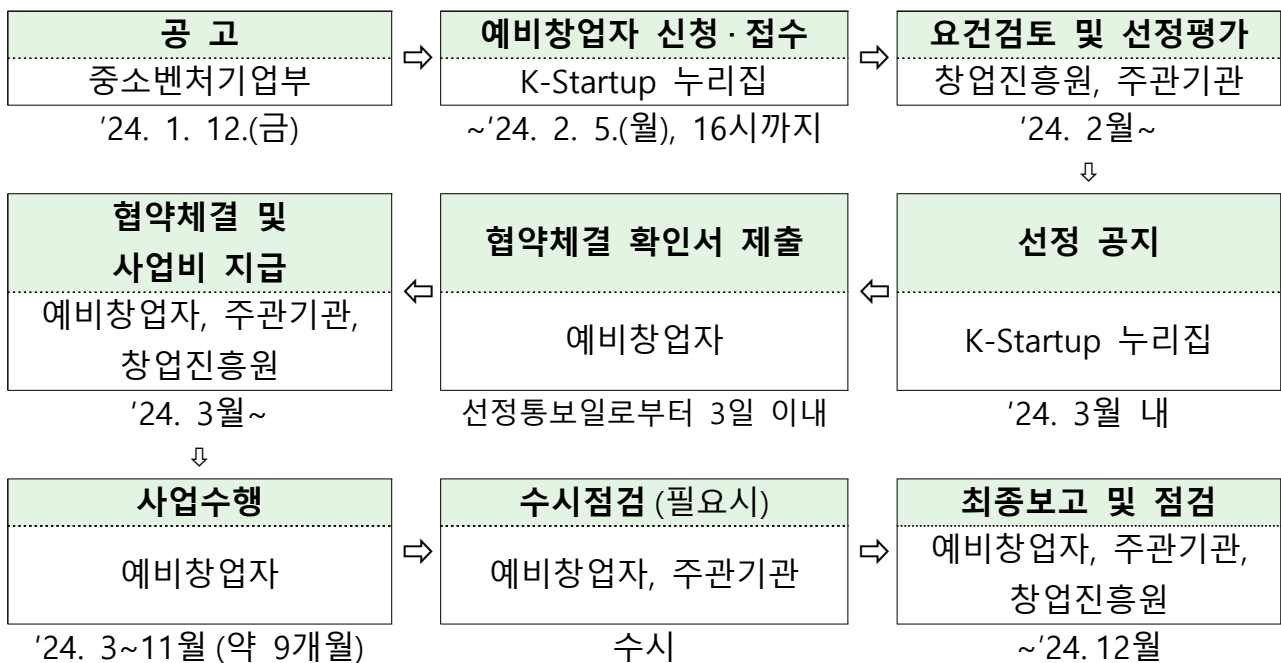 공 고
중소벤처기업부
'24. 1. 12.(금)
⇨
예비창업자 신청·접수
K-Startup 누리집
~'24. 2. 5.(월), 16시까지
⇨
요건검토 및 선정평가
창업진흥원, 주관기관
'24. 2월~
⇩
선정 공지
K-Startup 누리집
'24. 3월 내
⇦
협약체결 확인서 제출
예비창업자
선정통보일로부터 3일 이내
⇦
협약체결 및
사업비 지급
예비창업자, 주관기관,
창업진흥원
'24. 3월~
⇩
사업수행
예비창업자
'24. 3~11월 (약 9개월)
⇨
수시점검 (필요시)
예비창업자, 주관기관
수시
⇨
최종보고 및 점검
예비창업자, 주관기관,
창업진흥원
~'24. 12월